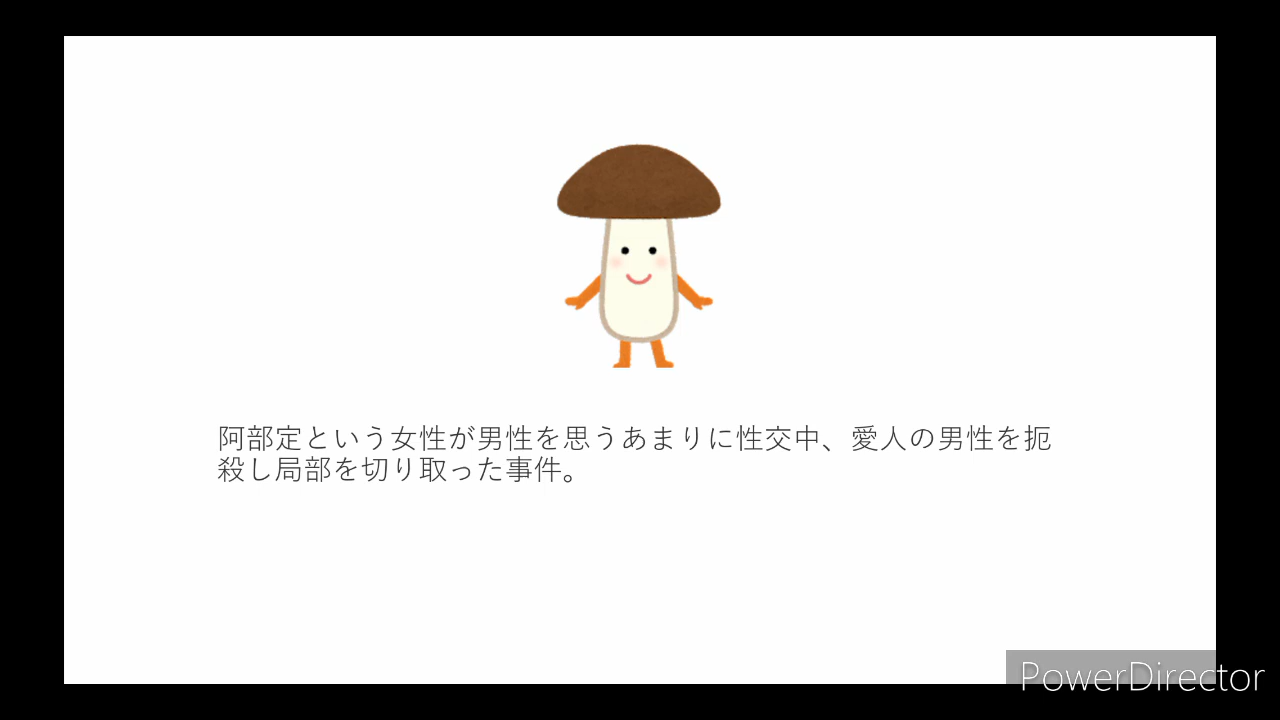 阿部定という女性が男性を思うあまりに性交中、愛人の男性を扼
殺し局部を切り取った事件。
PowerDirector